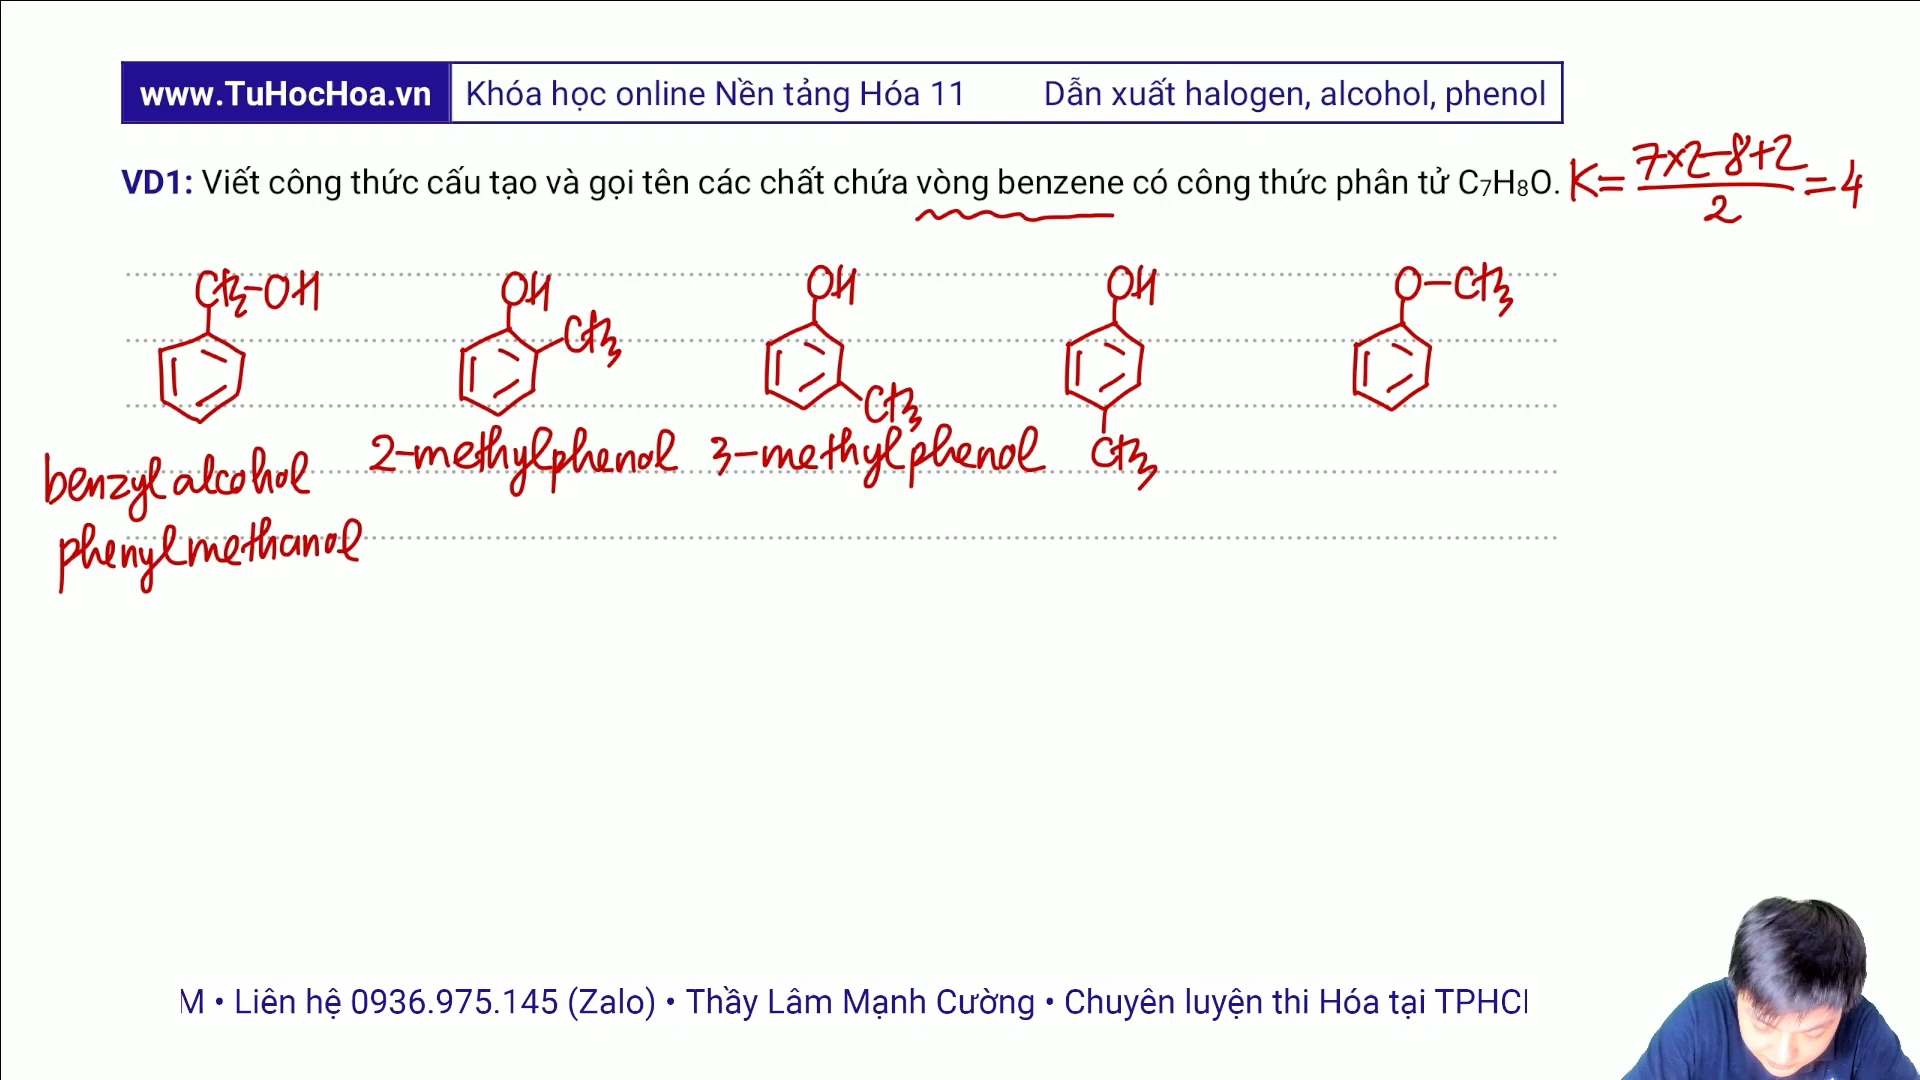 www.TuHocHoa.vn Khóa học online Nền tảng Hóa 11 Dẫn xuất halogen, alcohol, phenol
VD1: Viết công thức cấu tạo và gọi tên các chất chứa vòng benzene có công thức phân tử C₇H₈O. K = (7×2-8+2)/2 = 4
CH₂-OH
OH
CH₃
OH
CH₃
OH
CH₃
O-CH₃
benzyl alcohol
phenylmethanol
2-methylphenol
3-methylphenol
M • Liên hệ 0936.975.145 (Zalo) • Thầy Lâm Mạnh Cường • Chuyên luyện thi Hóa tại TPHC